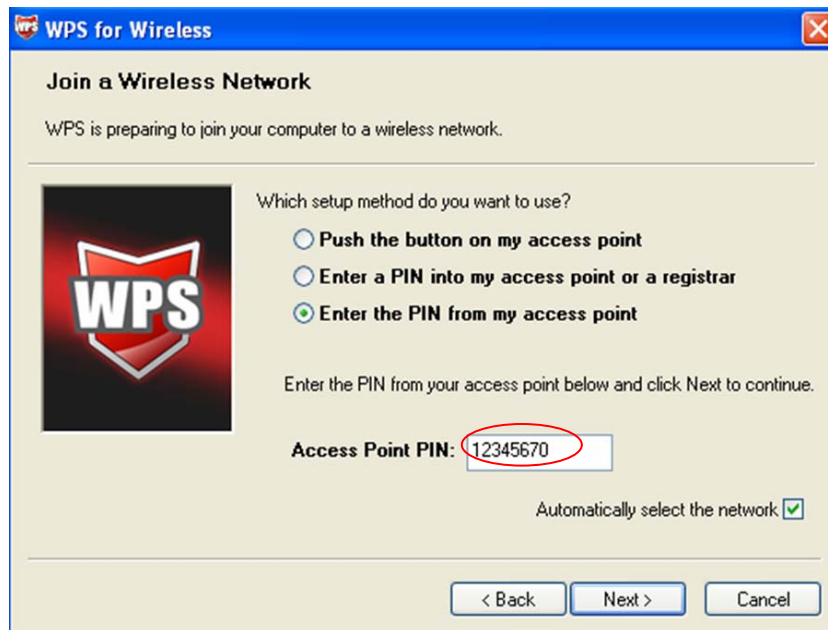 WPS for Wireless
Join a Wireless Network
WPS is preparing to join your computer to a wireless network.
Which setup method do you want to use?
Push the button on my access point
Enter a PIN into my access point or a registrar
Enter the PIN from my access point
WPS
Enter the PIN from your access point below and click Next to continue.
Access Point PIN: 12345670
Automatically select the network
< Back Next > Cancel